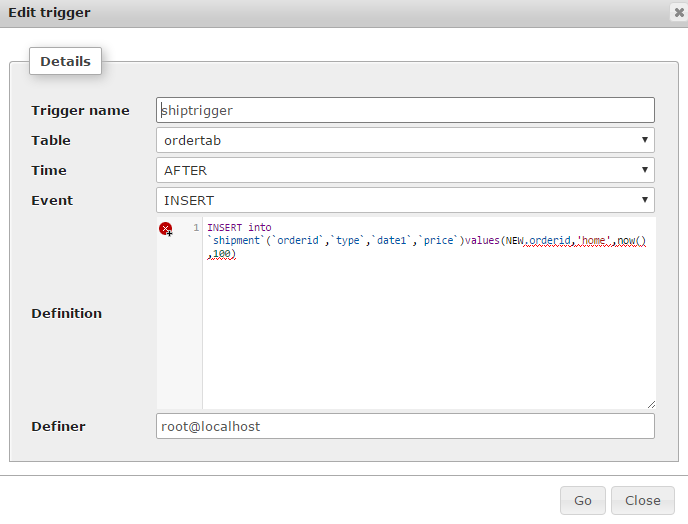 Edit trigger
Details
Trigger name shiptrigger
Table ordertab
Time AFTER
Event INSERT
Definition
1 INSERT into
`shipment`(`orderid`,`type`,`date1`,`price`)values(NEW.orderid,'home',now()
,100)
Definer root@localhost
Go Close